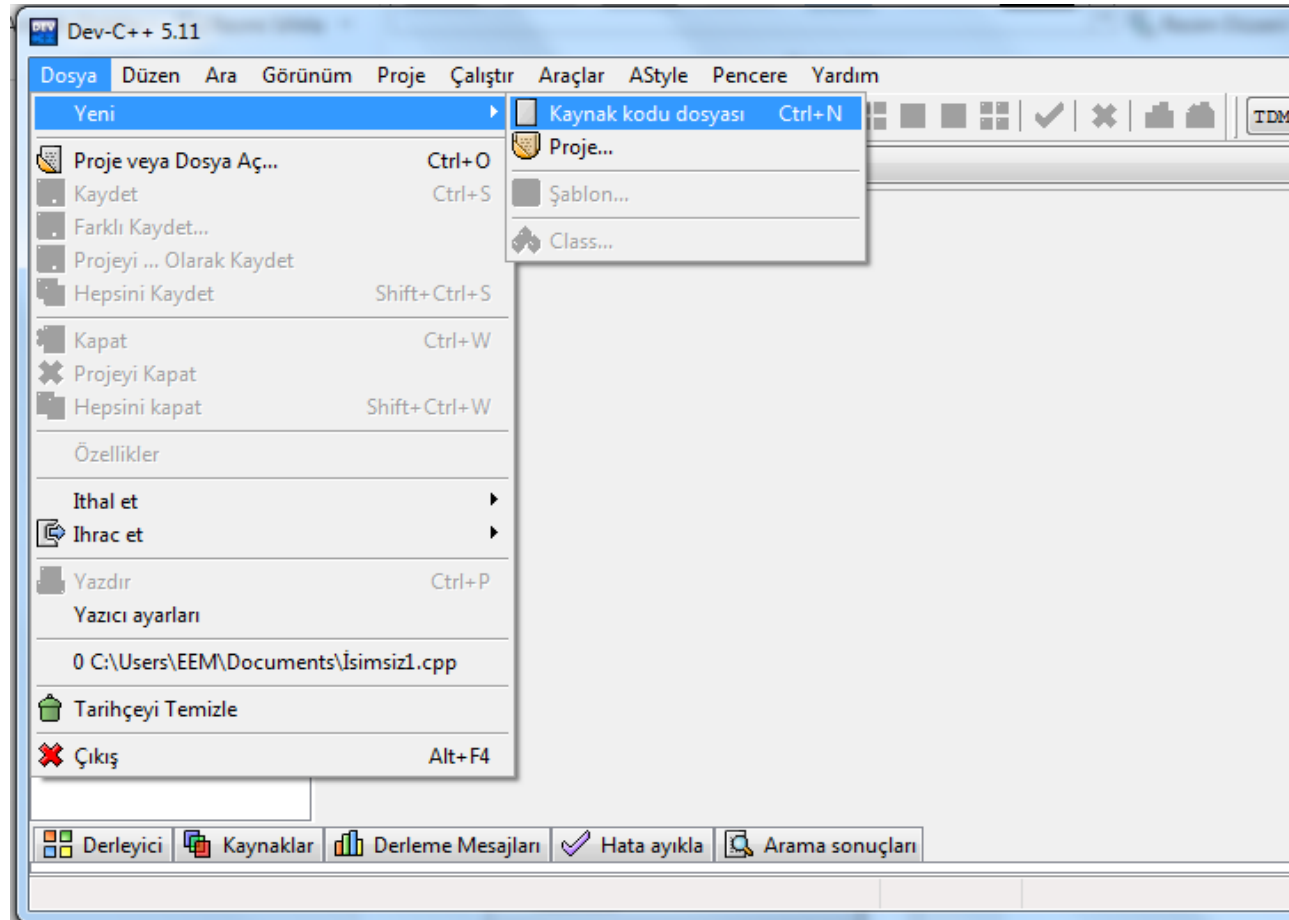 Dev-C++ 5.11
Dosya Düzen Ara Görünüm Proje Çalıştır Araçlar AStyle Pencere Yardım
Yeni
Kaynak kodu dosyası Ctrl+N
TDM
Proje...
Şablon...
Class...
Proje veya Dosya Aç... Ctrl+O
Kaydet Ctrl+S
Farklı Kaydet...
Projeyi ... Olarak Kaydet
Hepsini Kaydet Shift+Ctrl+S
Kapat Ctrl+W
Projeyi Kapat
Hepsini kapat Shift+Ctrl+W
Özellikler
Ithal et
Ihrac et
Yazdır Ctrl+P
Yazıcı ayarları
0 C:\Users\EEM\Documents\İsimsiz1.cpp
Tarihçeyi Temizle
Çıkış Alt+F4
Derleyici Kaynaklar Derleme Mesajları Hata ayıkla Arama sonuçları